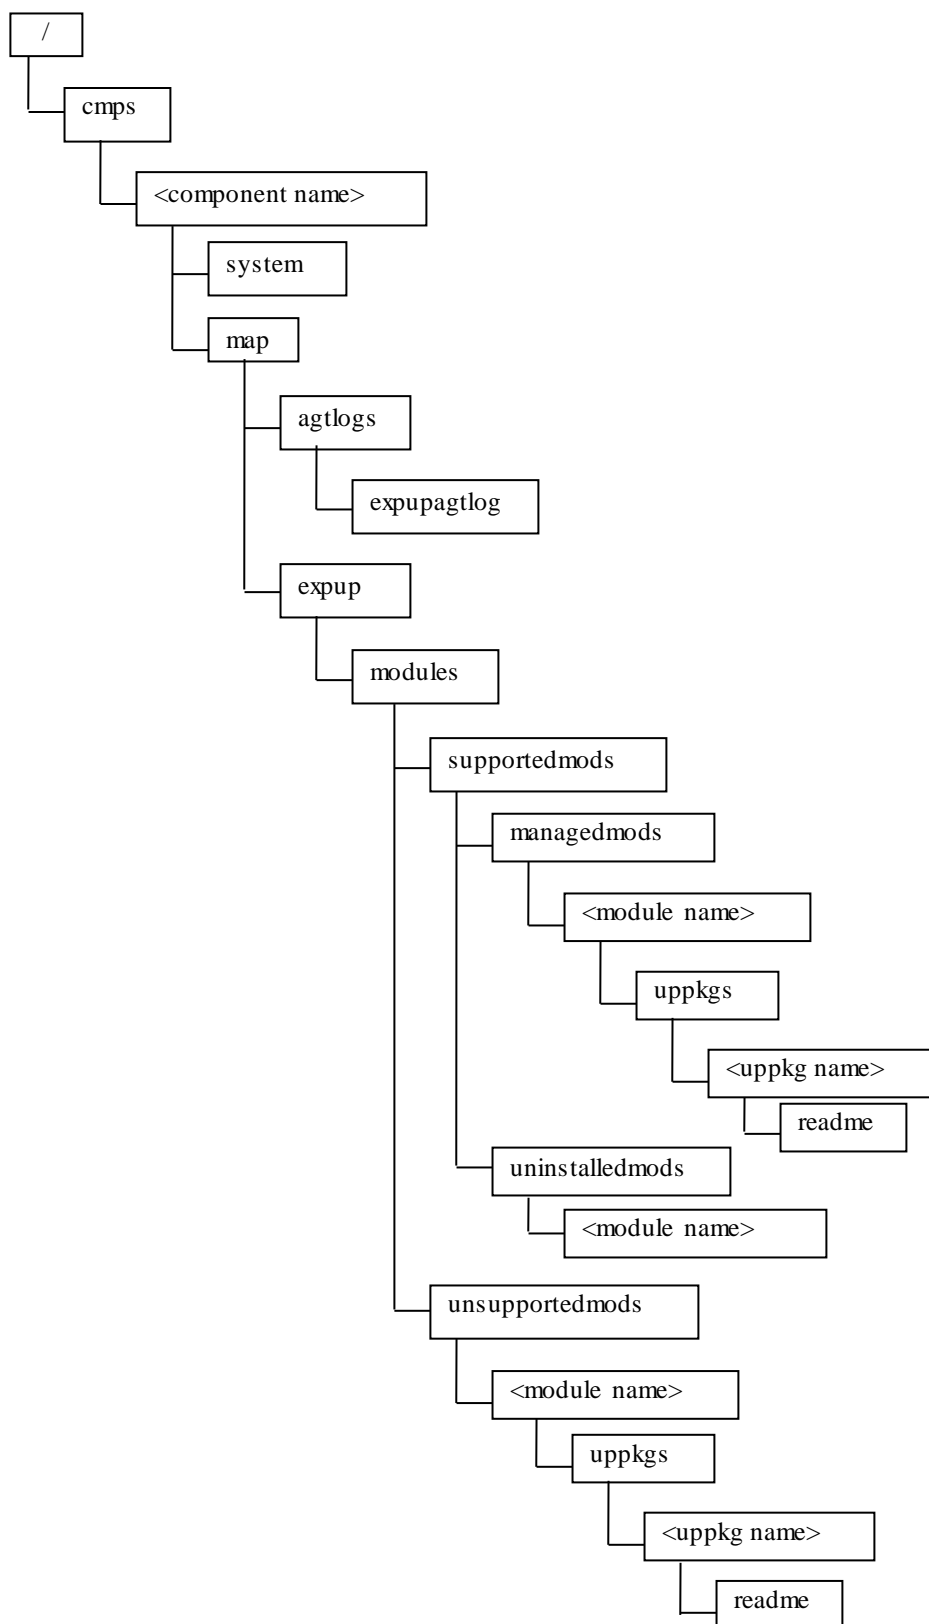 /
cmps
<component name>
system
map
agtlogs
expupagtlog
expup
modules
supportedmods
managedmods
<module name>
uppkgs
<uppkg name>
readme
uninstalledmods
<module name>
unsupportedmods
<module name>
uppkgs
<uppkg name>
readme